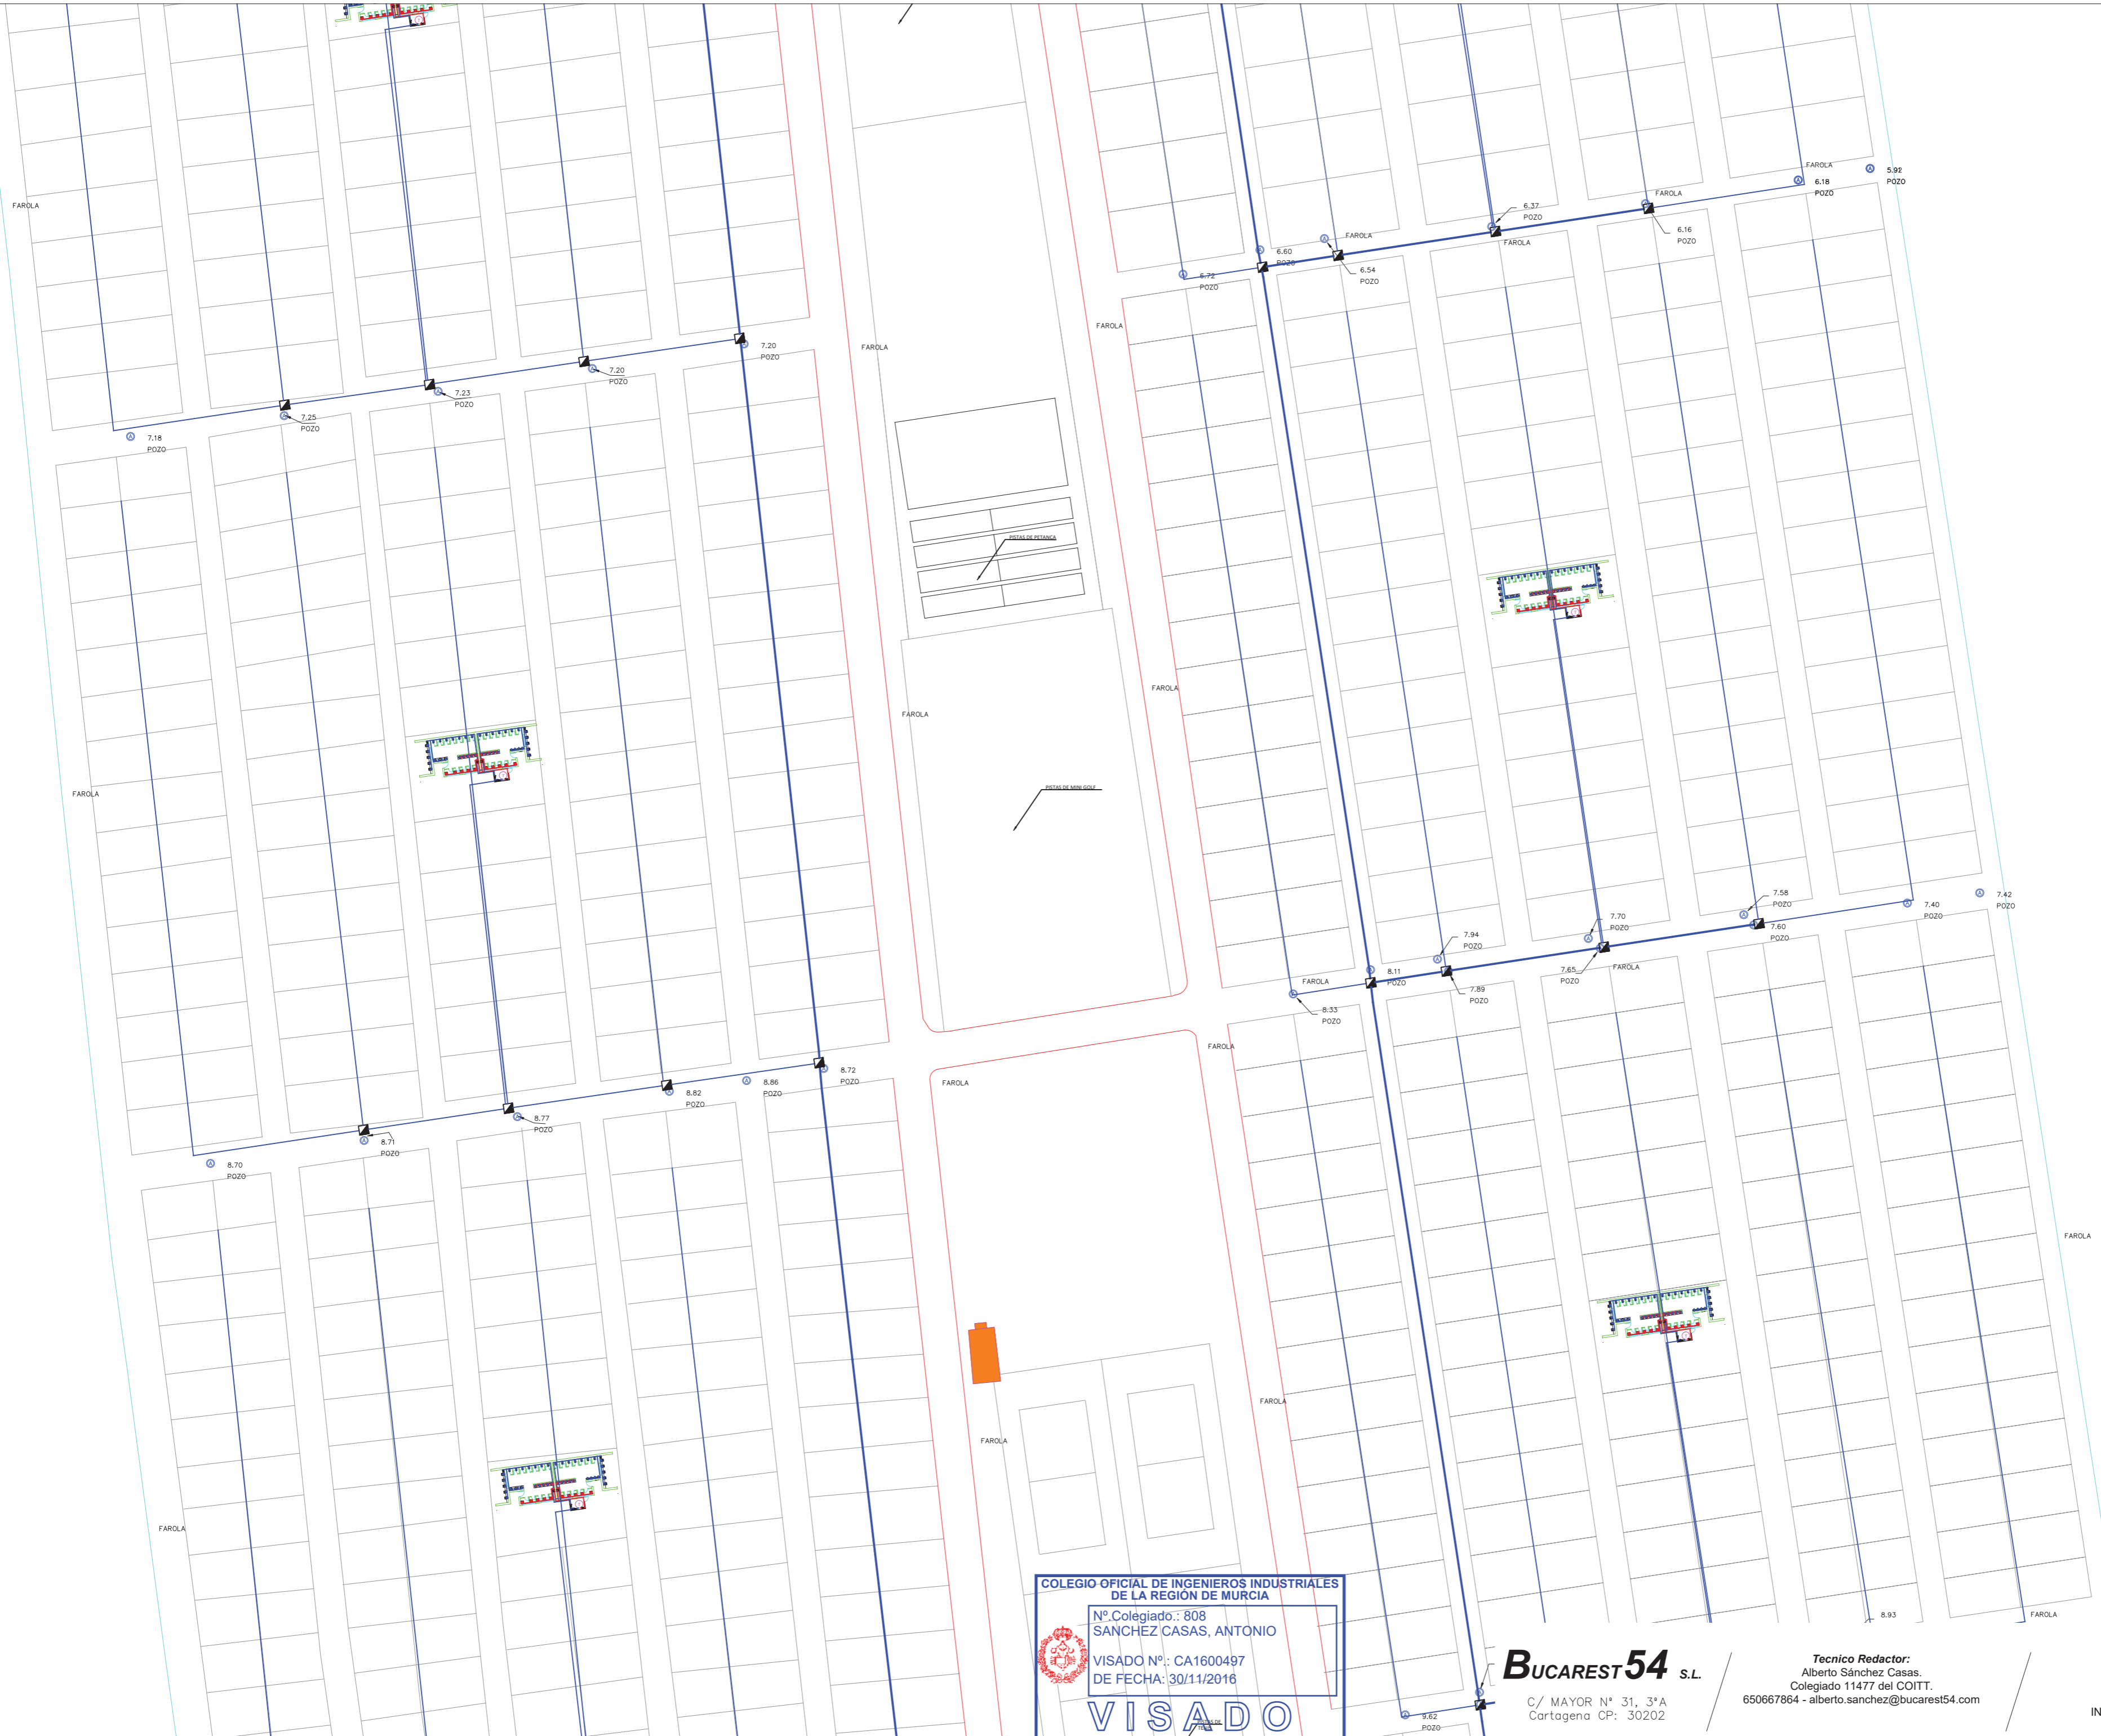 FAROLA
5.92
POZO
6.18
POZO
FAROLA
FAROLA
6.37
POZO
6.16
POZO
FAROLA
FAROLA
6.60
POZO
6.54
POZO
6.72
POZO
FAROLA
FAROLA
7.20
POZO
7.20
POZO
7.23
POZO
7.25
POZO
7.18
POZO
PISTAS DE PETANCA
FAROLA
FAROLA
PISTAS DE MINI GOLF
FAROLA
7.42
POZO
7.58
POZO
7.40
POZO
7.70
POZO
7.60
POZO
7.94
POZO
FAROLA
7.65
POZO
8.11
POZO
FAROLA
7.89
POZO
8.33
POZO
FAROLA
8.72
POZO
8.86
POZO
FAROLA
8.82
POZO
8.77
POZO
8.71
POZO
8.70
POZO
FAROLA
FAROLA
FAROLA
FAROLA
8.93
FAROLA
9.62
POZO
PISTAS DE
COLEGIO OFICIAL DE INGENIEROS INDUSTRIALES
DE LA REGIÓN DE MURCIA
Nº.Colegiado.: 808
SANCHEZ CASAS, ANTONIO
VISADO Nº.: CA1600497
DE FECHA: 30/11/2016
VISADO
BUCAREST 54 S.L.
C/ MAYOR Nº 31, 3ºA
Cartagena CP: 30202
Tecnico Redactor:
Alberto Sánchez Casas.
Colegiado 11477 del COITT.
650667864 - alberto.sanchez@bucarest54.com
IN